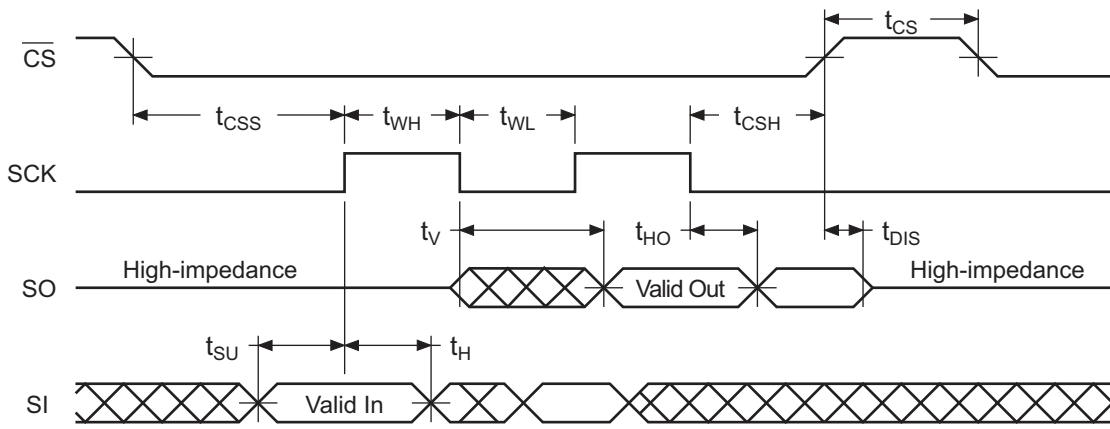 tCS
CS
tCSS tWH tWL tCSH
SCK
tV tHO tDIS
High-impedance High-impedance
SO Valid Out
tSU tH
SI Valid In